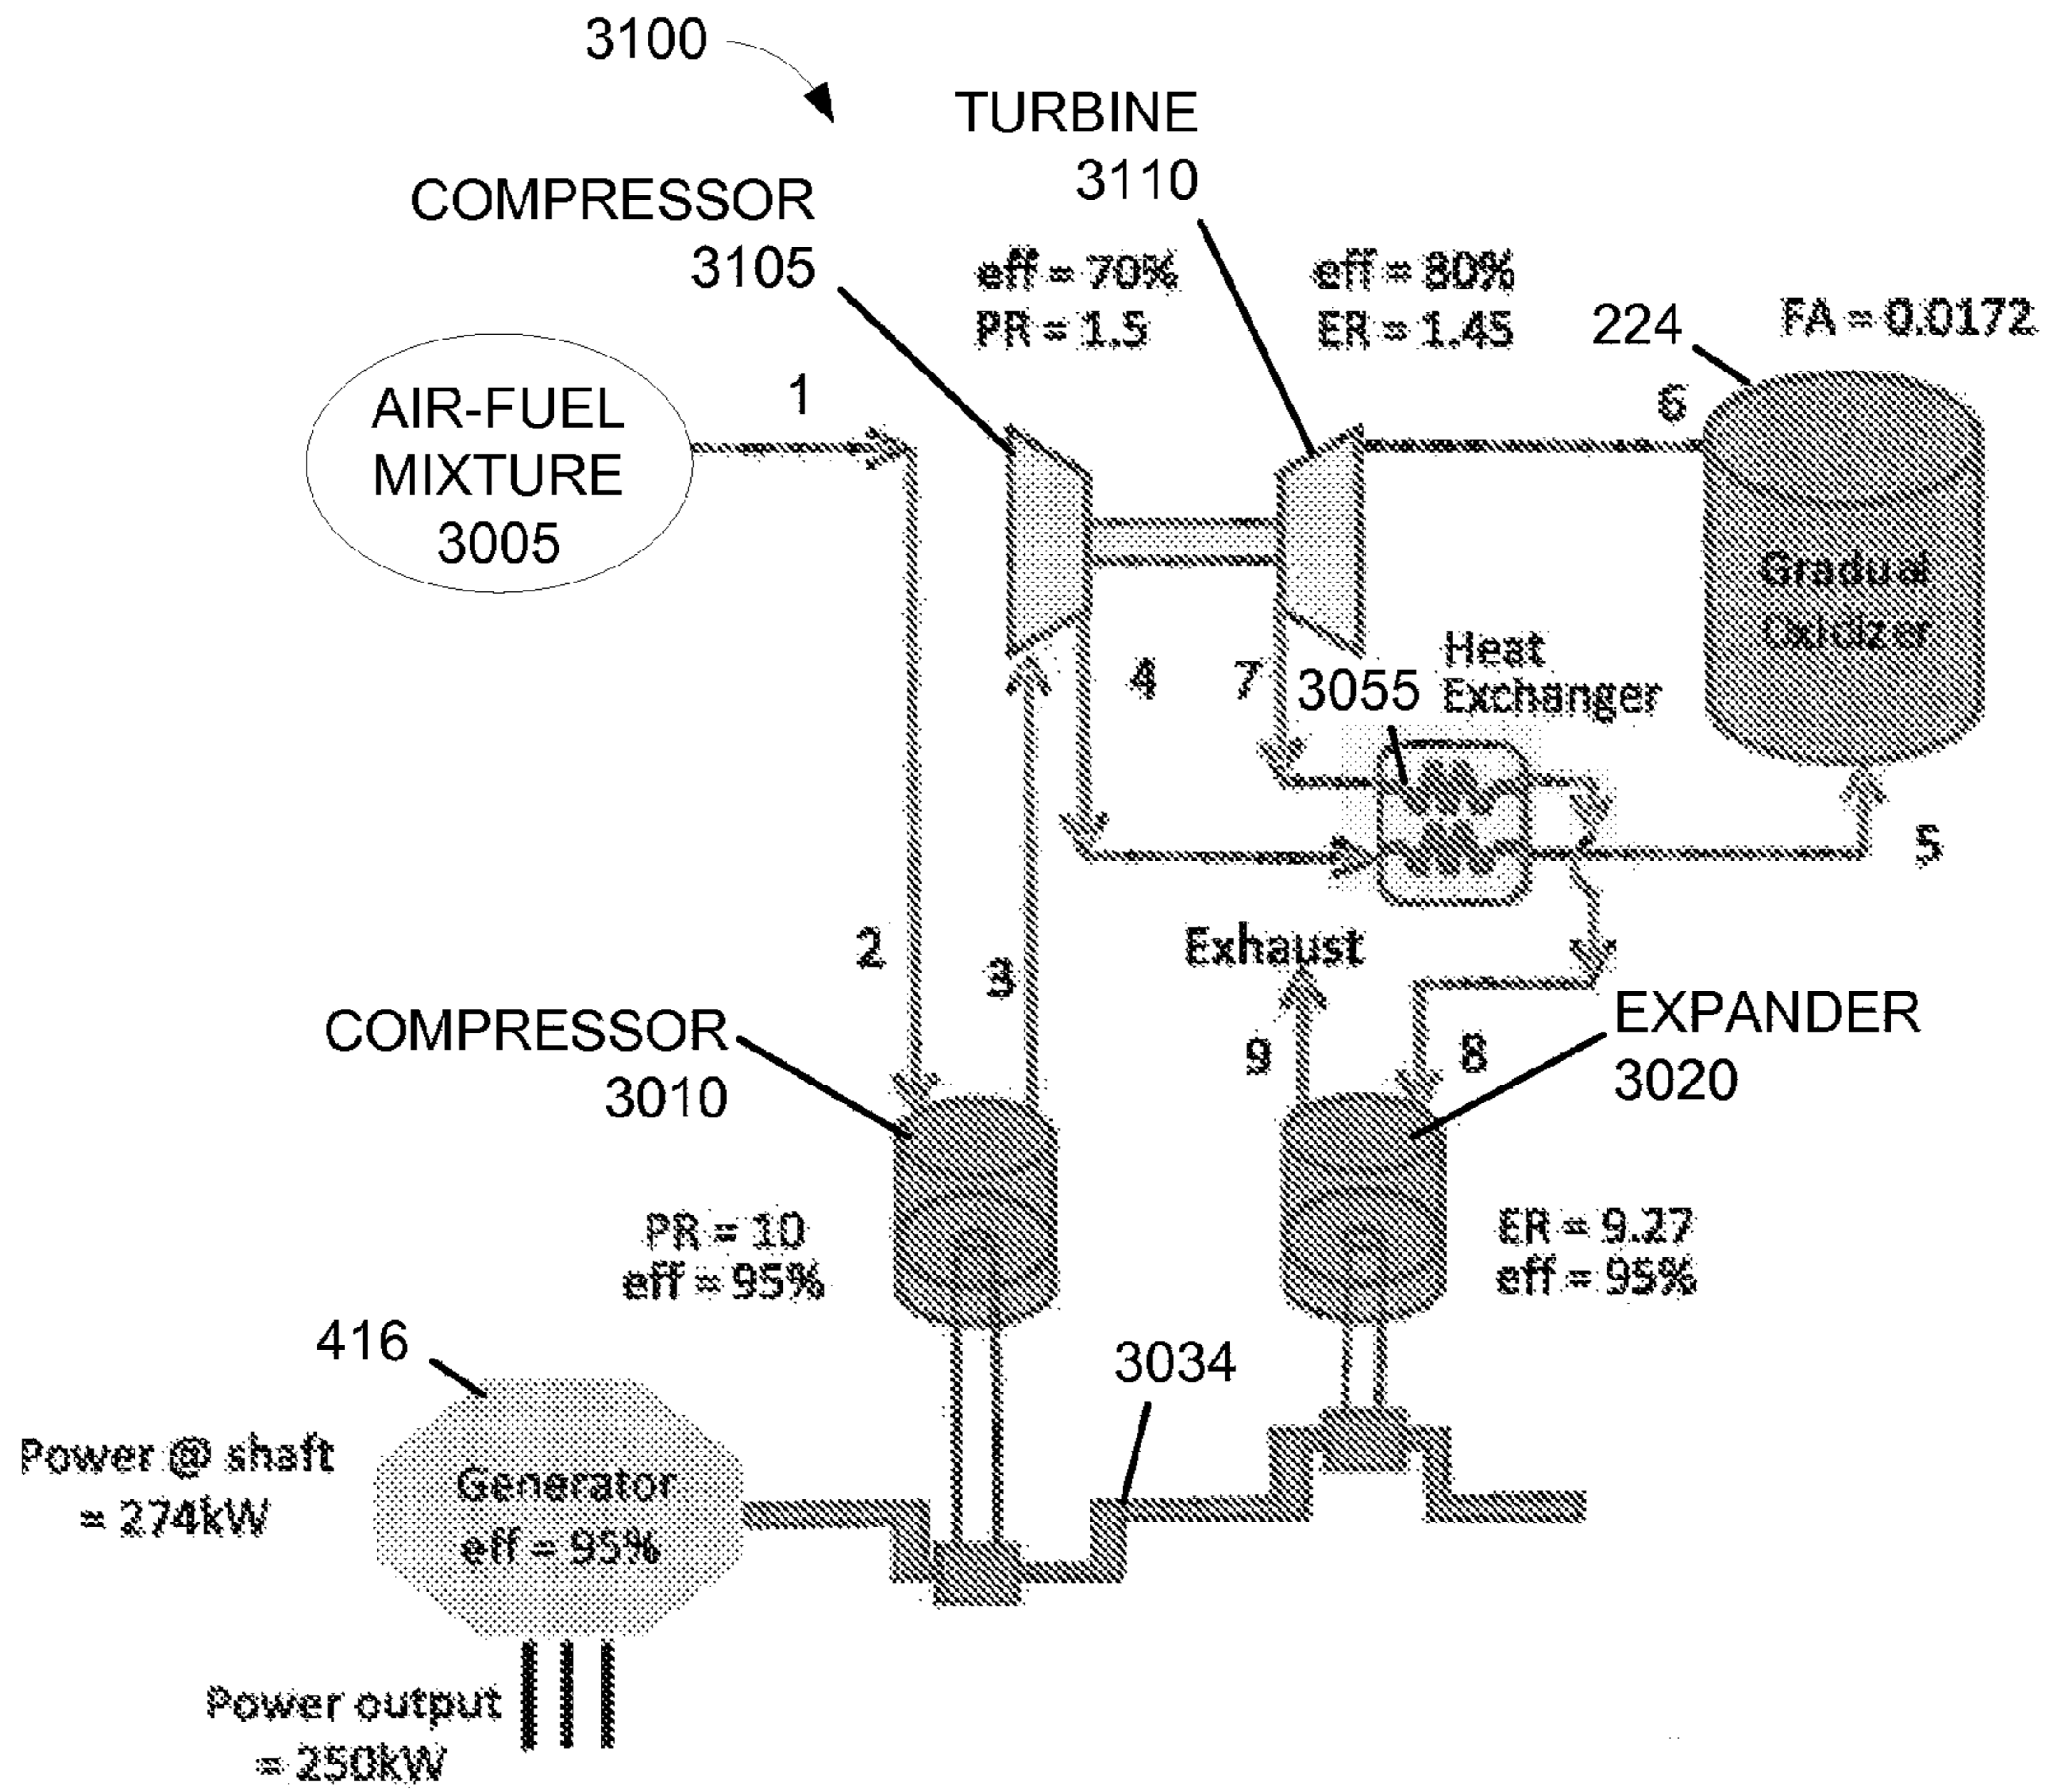 3100
TURBINE
3110
COMPRESSOR
3105
eff = 70%
PR = 1.5
eff = 80%
ER = 1.45
224
FA = 0.0172
AIR-FUEL
MIXTURE
3005
1
6
Gradual
Oxidizer
4
7
3055
Heat
Exchanger
5
2
3
Exhaust
COMPRESSOR
3010
9
8
EXPANDER
3020
PR = 10
eff = 95%
ER = 9.27
eff = 95%
416
3034
Power @ shaft
= 274kW
Generator
eff = 95%
Power output
= 250kW